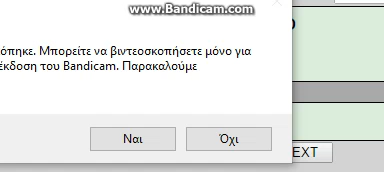 www.Bandicam.com
όπηκε. Μπορείτε να βιντεοσκοπήσετε μόνο για
έκδοση του Bandicam. Παρακαλούμε
Ναι Όχι
EXT